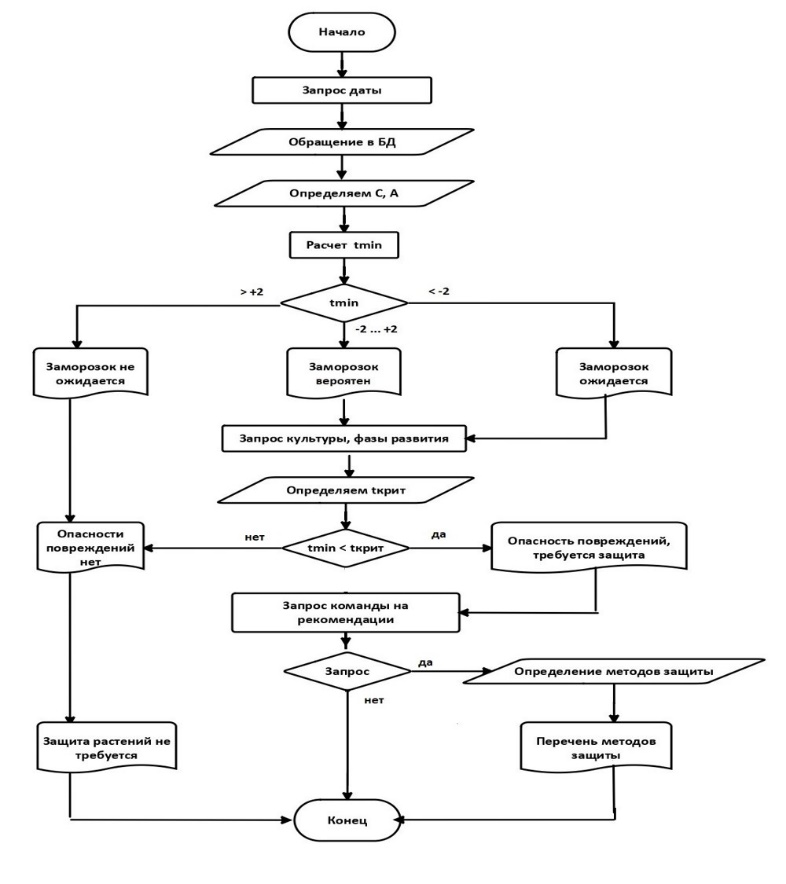 Начало
Запрос даты
Обращение в БД
Определяем С, А
Расчет tmin
> +2
tmin
< -2
-2 ... +2
Заморозок не
ожидается
Заморозок
вероятен
Заморозок
ожидается
Запрос культуры, фазы развития
Определяем tкрит
Опасности
повреждений
нет
нет
tmin < tкрит
да
Опасность повреждений,
требуется защита
Запрос команды на
рекомендации
Запрос
да
Определение методов защиты
нет
Защита растений не
требуется
Перечень методов
защиты
Конец